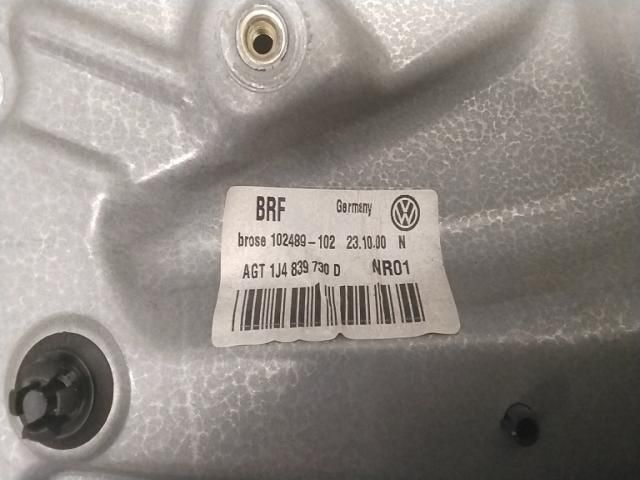 BRF Germany
brose 102489-102 23.10.00 N
AGT 1J4 839 730 D NR01